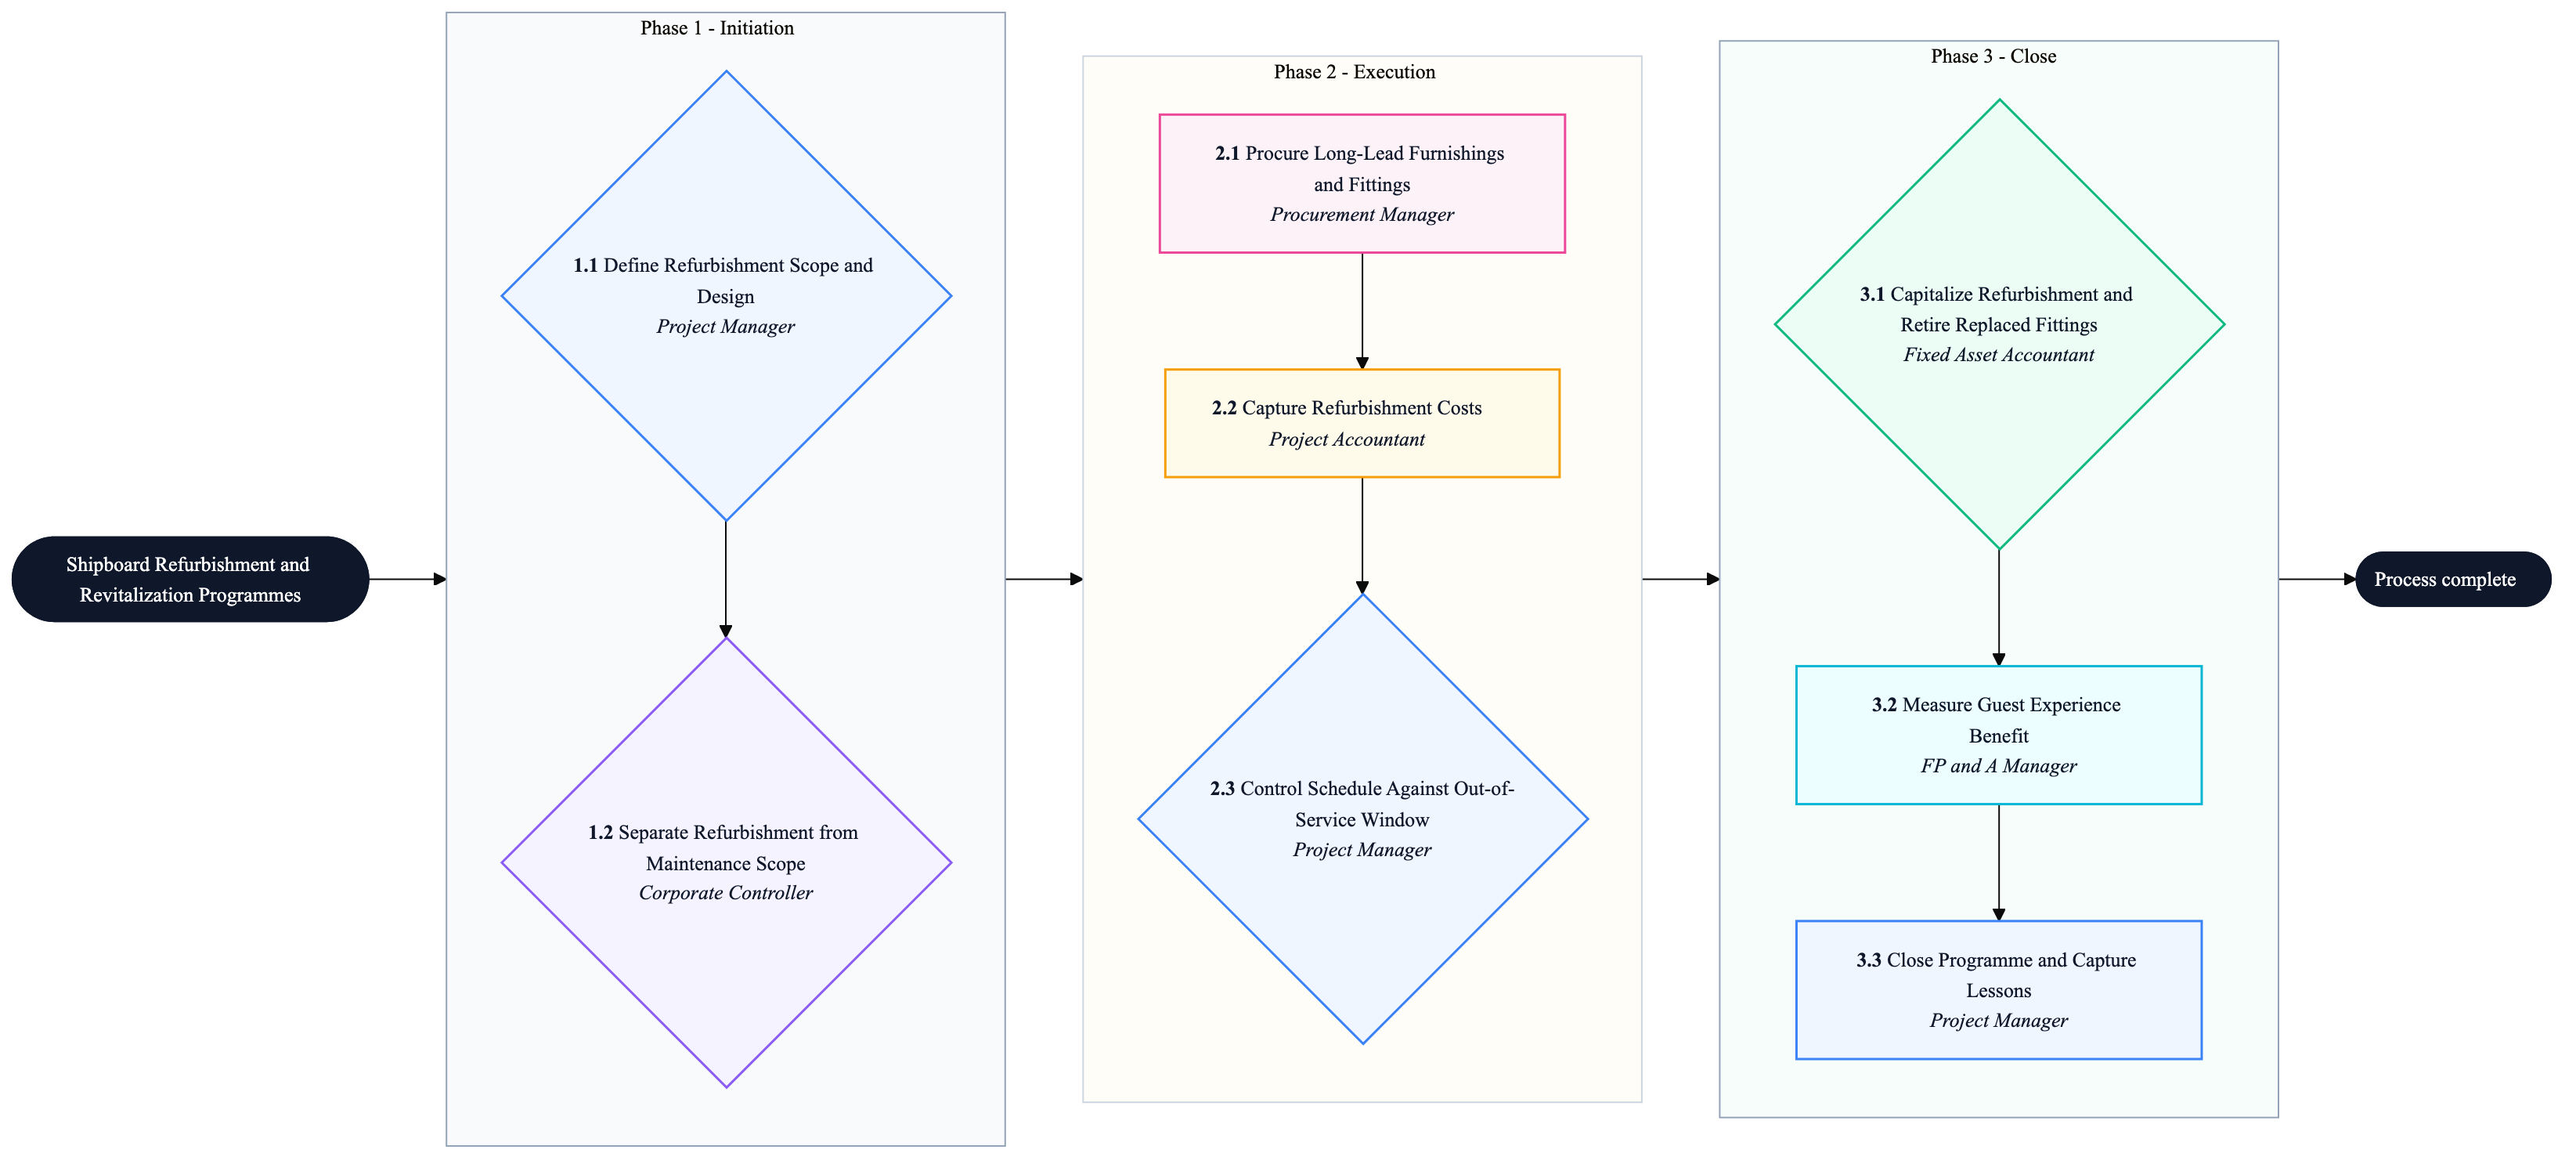 Shipboard Refurbishment and
Revitalization Programmes
Phase 1 - Initiation
1.1 Define Refurbishment Scope and
Design
Project Manager
1.2 Separate Refurbishment from
Maintenance Scope
Corporate Controller
Phase 2 - Execution
2.1 Procure Long-Lead Furnishings
and Fittings
Procurement Manager
2.2 Capture Refurbishment Costs
Project Accountant
2.3 Control Schedule Against Out-of-
Service Window
Project Manager
Phase 3 - Close
3.1 Capitalize Refurbishment and
Retire Replaced Fittings
Fixed Asset Accountant
3.2 Measure Guest Experience
Benefit
FP and A Manager
3.3 Close Programme and Capture
Lessons
Project Manager
Process complete